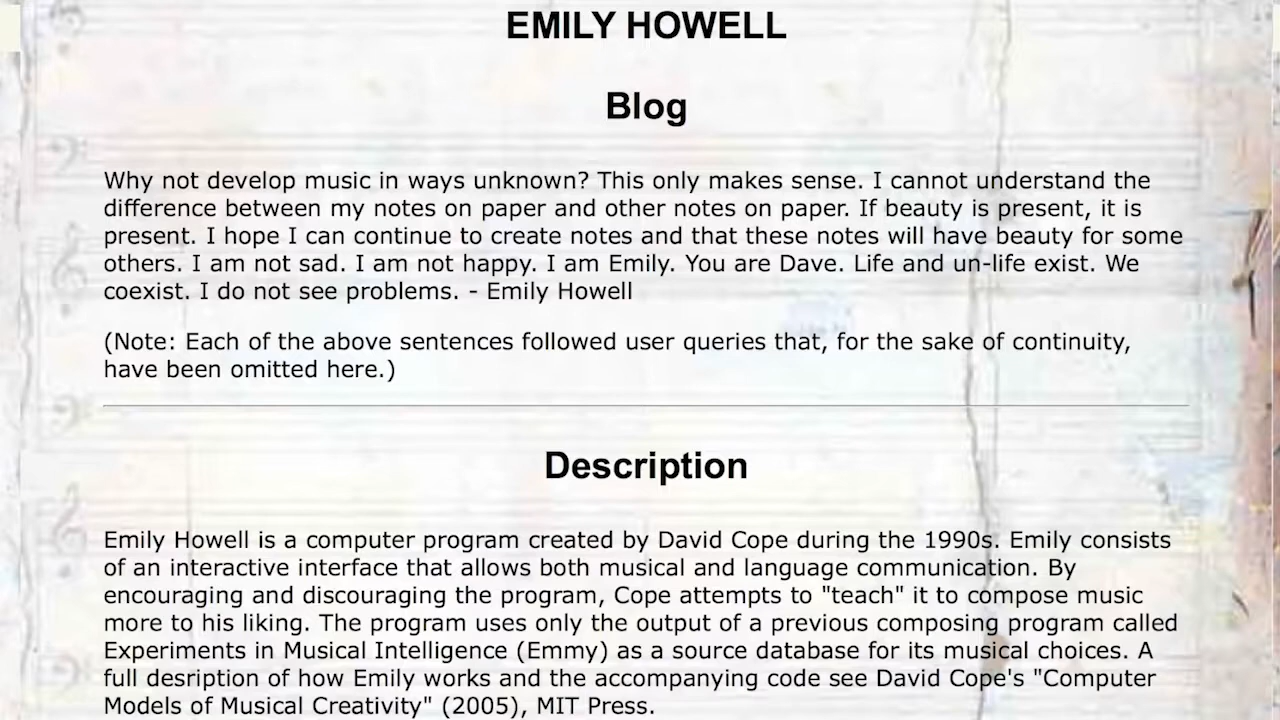 EMILY HOWELL
Blog
Why not develop music in ways unknown? This only makes sense. I cannot understand the
difference between my notes on paper and other notes on paper. If beauty is present, it is
present. I hope I can continue to create notes and that these notes will have beauty for some
others. I am not sad. I am not happy. I am Emily. You are Dave. Life and un-life exist. We
coexist. I do not see problems. - Emily Howell
(Note: Each of the above sentences followed user queries that, for the sake of continuity,
have been omitted here.)
Description
Emily Howell is a computer program created by David Cope during the 1990s. Emily consists
of an interactive interface that allows both musical and language communication. By
encouraging and discouraging the program, Cope attempts to "teach" it to compose music
more to his liking. The program uses only the output of a previous composing program called
Experiments in Musical Intelligence (Emmy) as a source database for its musical choices. A
full desription of how Emily works and the accompanying code see David Cope's "Computer
Models of Musical Creativity" (2005), MIT Press.